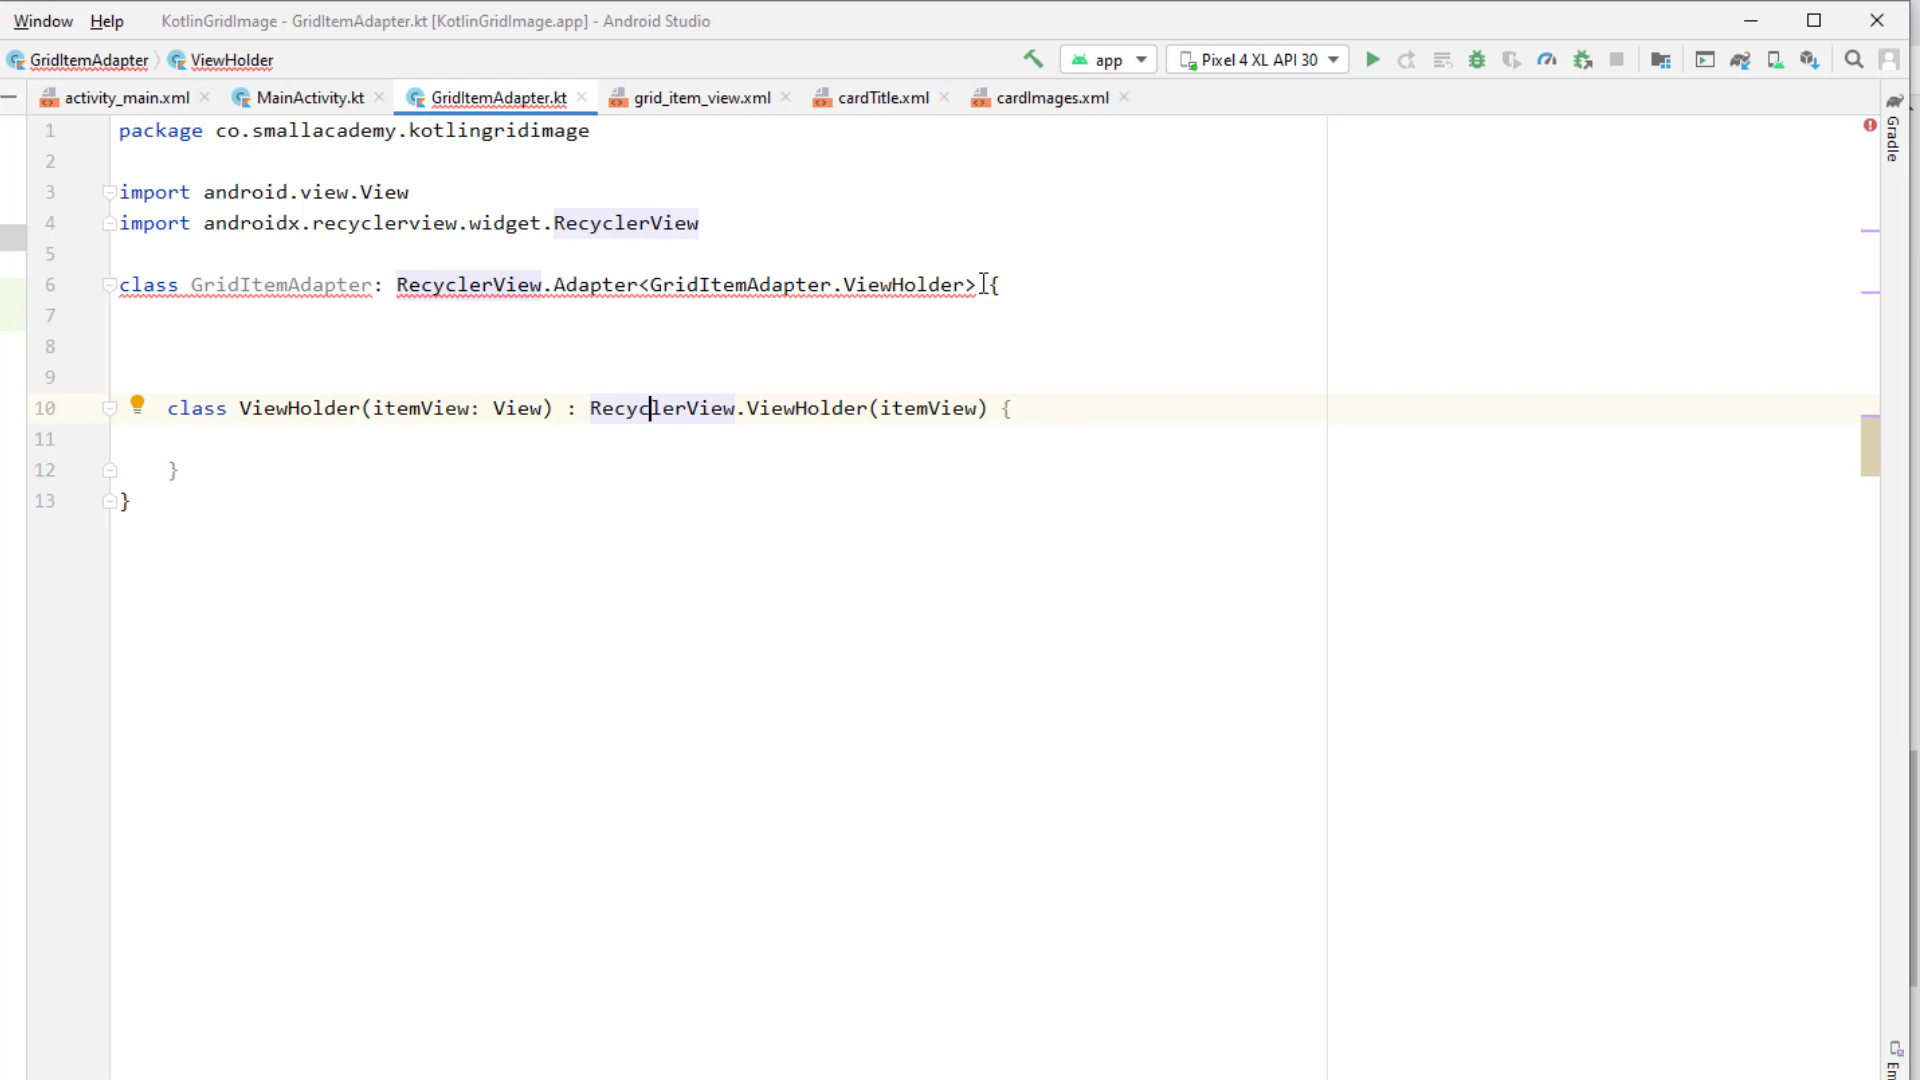 Window Help KotlinGridImage - GridItemAdapter.kt [KotlinGridImage.app] - Android Studio
GridItemAdapter ViewHolder app Pixel 4 XL API 30
activity_main.xml MainActivity.kt GridItemAdapter.kt grid_item_view.xml cardTitle.xml cardImages.xml
1 package co.smallacademy.kotlingridimage
2
3 import android.view.View
4 import androidx.recyclerview.widget.RecyclerView
5
6 class GridItemAdapter: RecyclerView.Adapter<GridItemAdapter.ViewHolder> {
7
8
9
10 class ViewHolder(itemView: View) : RecyclerView.ViewHolder(itemView) {
11
12 }
13 }
Gradle
Em